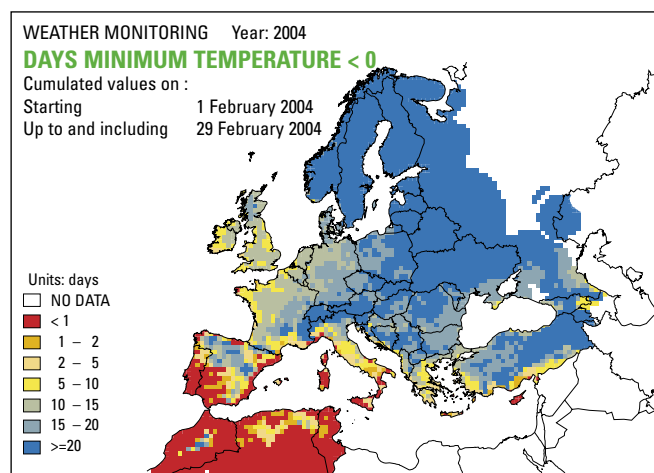 WEATHER MONITORING Year: 2004
DAYS MINIMUM TEMPERATURE < 0
Cumulated values on :
Starting 1 February 2004
Up to and including 29 February 2004
Units: days
NO DATA
< 1
1 – 2
2 – 5
5 – 10
10 – 15
15 – 20
>=20